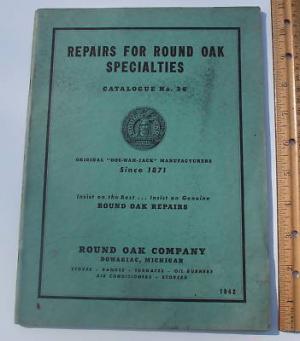 REPAIRS FOR ROUND OAK
SPECIALTIES
CATALOGUE No. 36
ORIGINAL "DOE-WAH-JACK" MANUFACTURERS
Since 1871
Insist on the Best ... Insist on Genuine
ROUND OAK REPAIRS
ROUND OAK COMPANY
DOWAGIAC, MICHIGAN
STOVES - RANGES - FURNACES - OIL BURNERS
AIR CONDITIONERS - STOKERS
1942